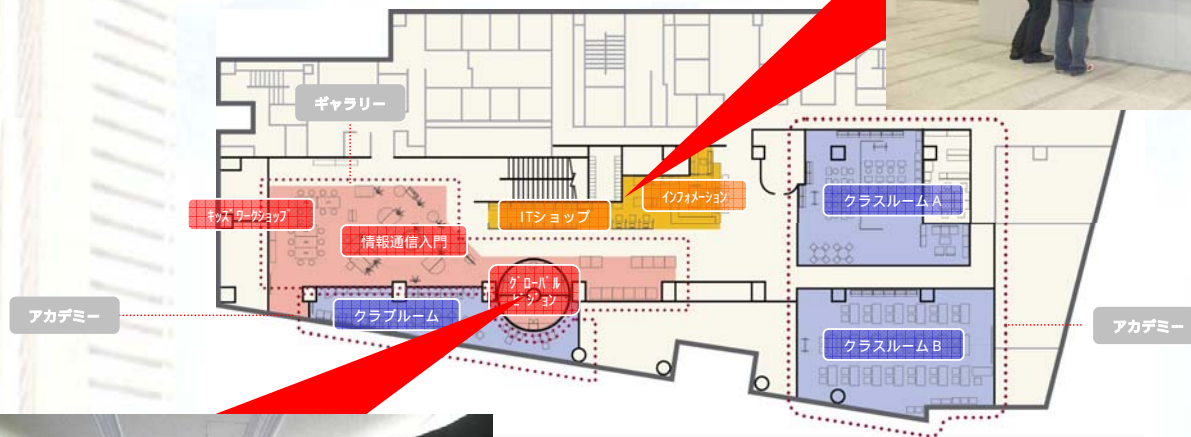 ギャラリー
キッズ ワークショップ
情報通信入門
ITショップ
インフォメーション
クラスルームA
グローバル
ビジョン
アカデミー
クラブルーム
クラスルームB
アカデミー